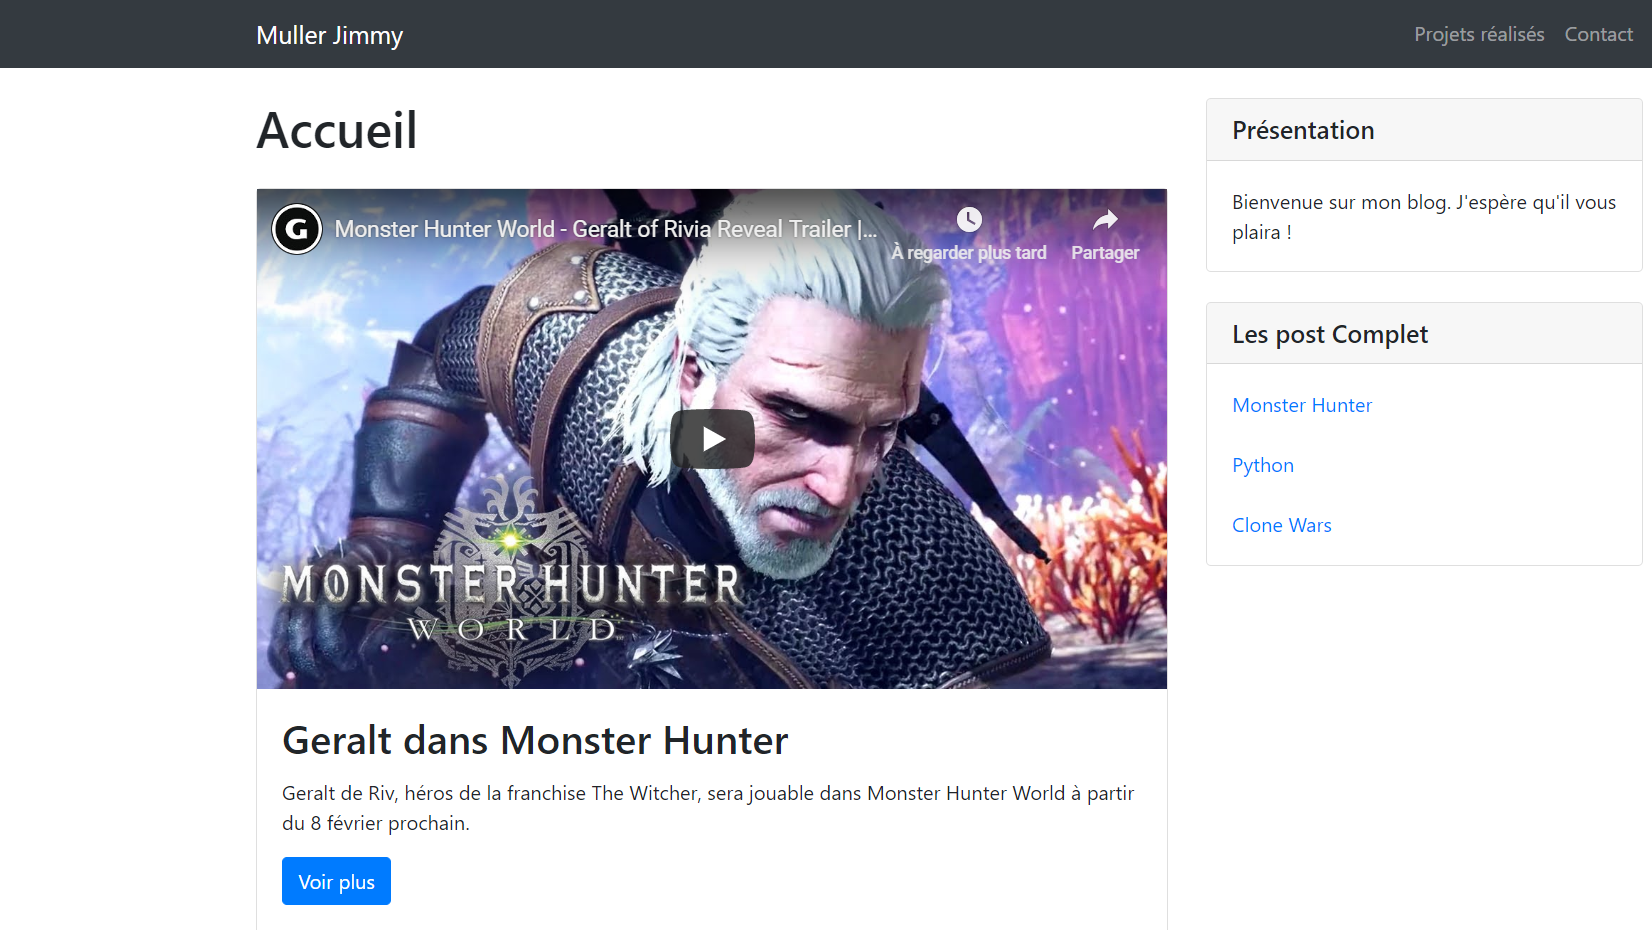 Muller Jimmy
Projets réalisés
Contact
Accueil
G
Monster Hunter World - Geralt of Rivia Reveal Trailer |...
À regarder plus tard
Partager
MONSTER HUNTER
WORLD
Geralt dans Monster Hunter
Geralt de Riv, héros de la franchise The Witcher, sera jouable dans Monster Hunter World à partir
du 8 février prochain.
Voir plus
Présentation
Bienvenue sur mon blog. J'espère qu'il vous
plaira !
Les post Complet
Monster Hunter
Python
Clone Wars